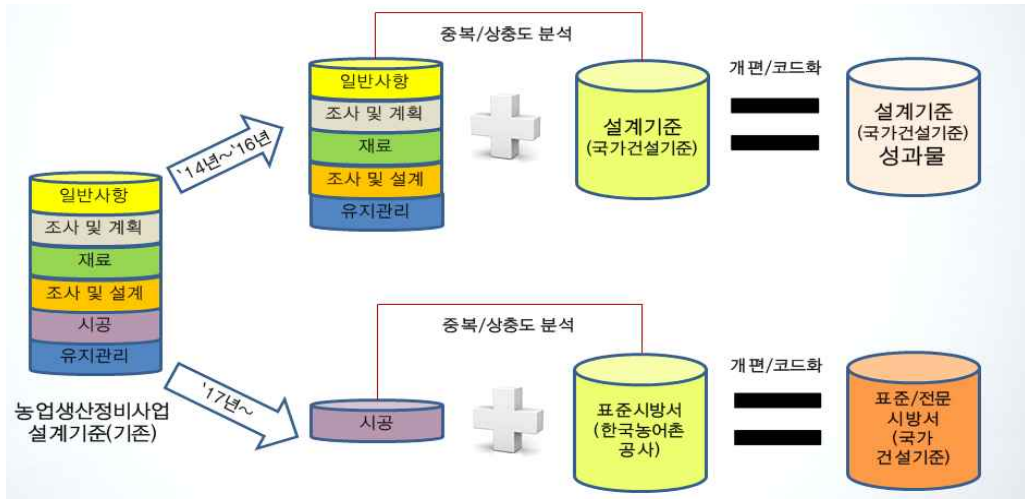 중복/상충도 분석
개편/코드화
일반사항
조사 및 계획
재료
조사 및 설계
유지관리
설계기준
(국가건설기준)
설계기준
(국가건설기준)
성과물
'14년~'16년
일반사항
조사 및 계획
재료
조사 및 설계
시공
유지관리
농업생산정비사업
설계기준(기존)
'17년~
중복/상충도 분석
개편/코드화
시공
표준시방서
(한국농어촌
공사)
표준/전문
시방서
(국가
건설기준)